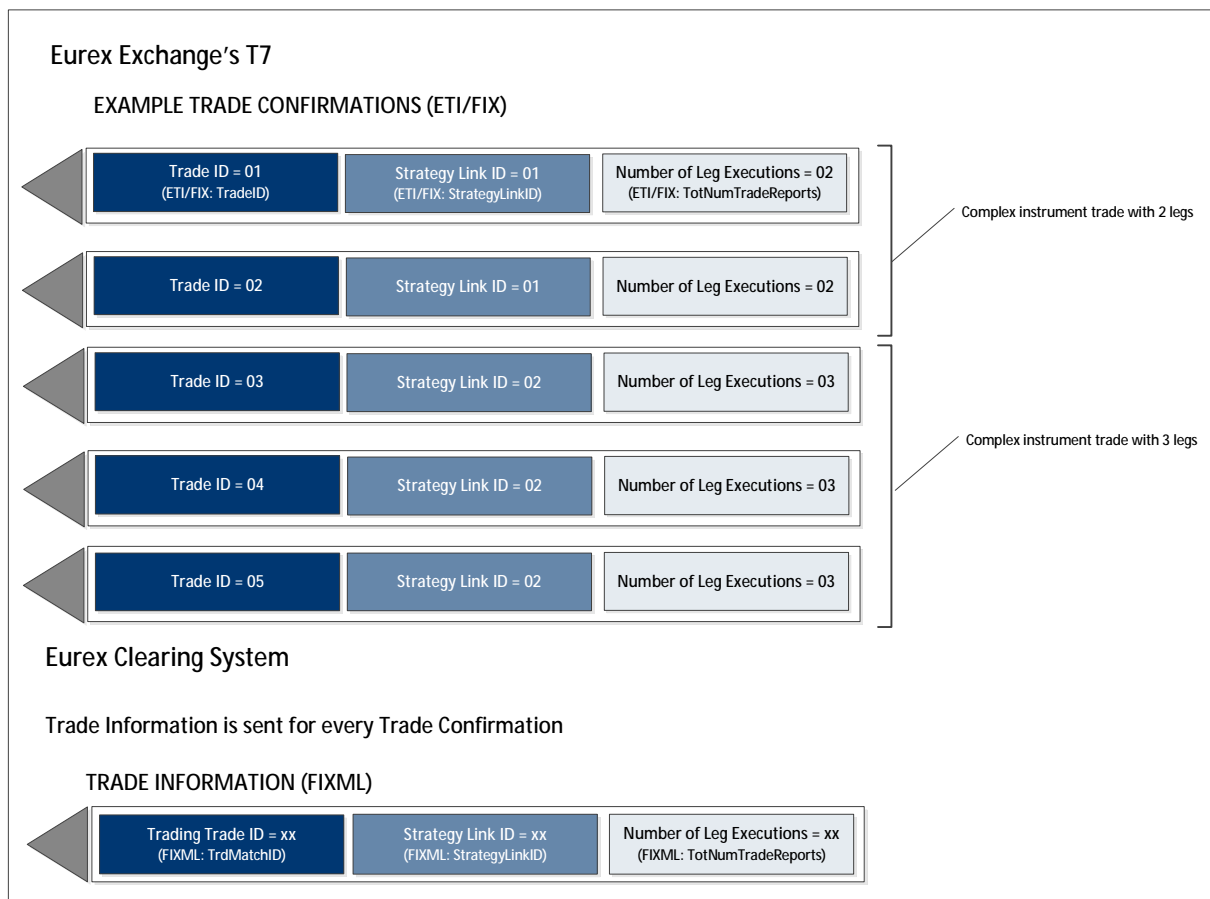 Eurex Exchange's T7
EXAMPLE TRADE CONFIRMATIONS (ETI/FIX)
Trade ID = 01
(ETI/FIX: TradeID)
Strategy Link ID = 01
(ETI/FIX: StrategyLinkID)
Number of Leg Executions = 02
(ETI/FIX: TotNumTradeReports)
Complex instrument trade with 2 legs
Trade ID = 02
Strategy Link ID = 01
Number of Leg Executions = 02
Trade ID = 03
Strategy Link ID = 02
Number of Leg Executions = 03
Complex instrument trade with 3 legs
Trade ID = 04
Strategy Link ID = 02
Number of Leg Executions = 03
Trade ID = 05
Strategy Link ID = 02
Number of Leg Executions = 03
Eurex Clearing System
Trade Information is sent for every Trade Confirmation
TRADE INFORMATION (FIXML)
Trading Trade ID = xx
(FIXML: TrdMatchID)
Strategy Link ID = xx
(FIXML: StrategyLinkID)
Number of Leg Executions = xx
(FIXML: TotNumTradeReports)